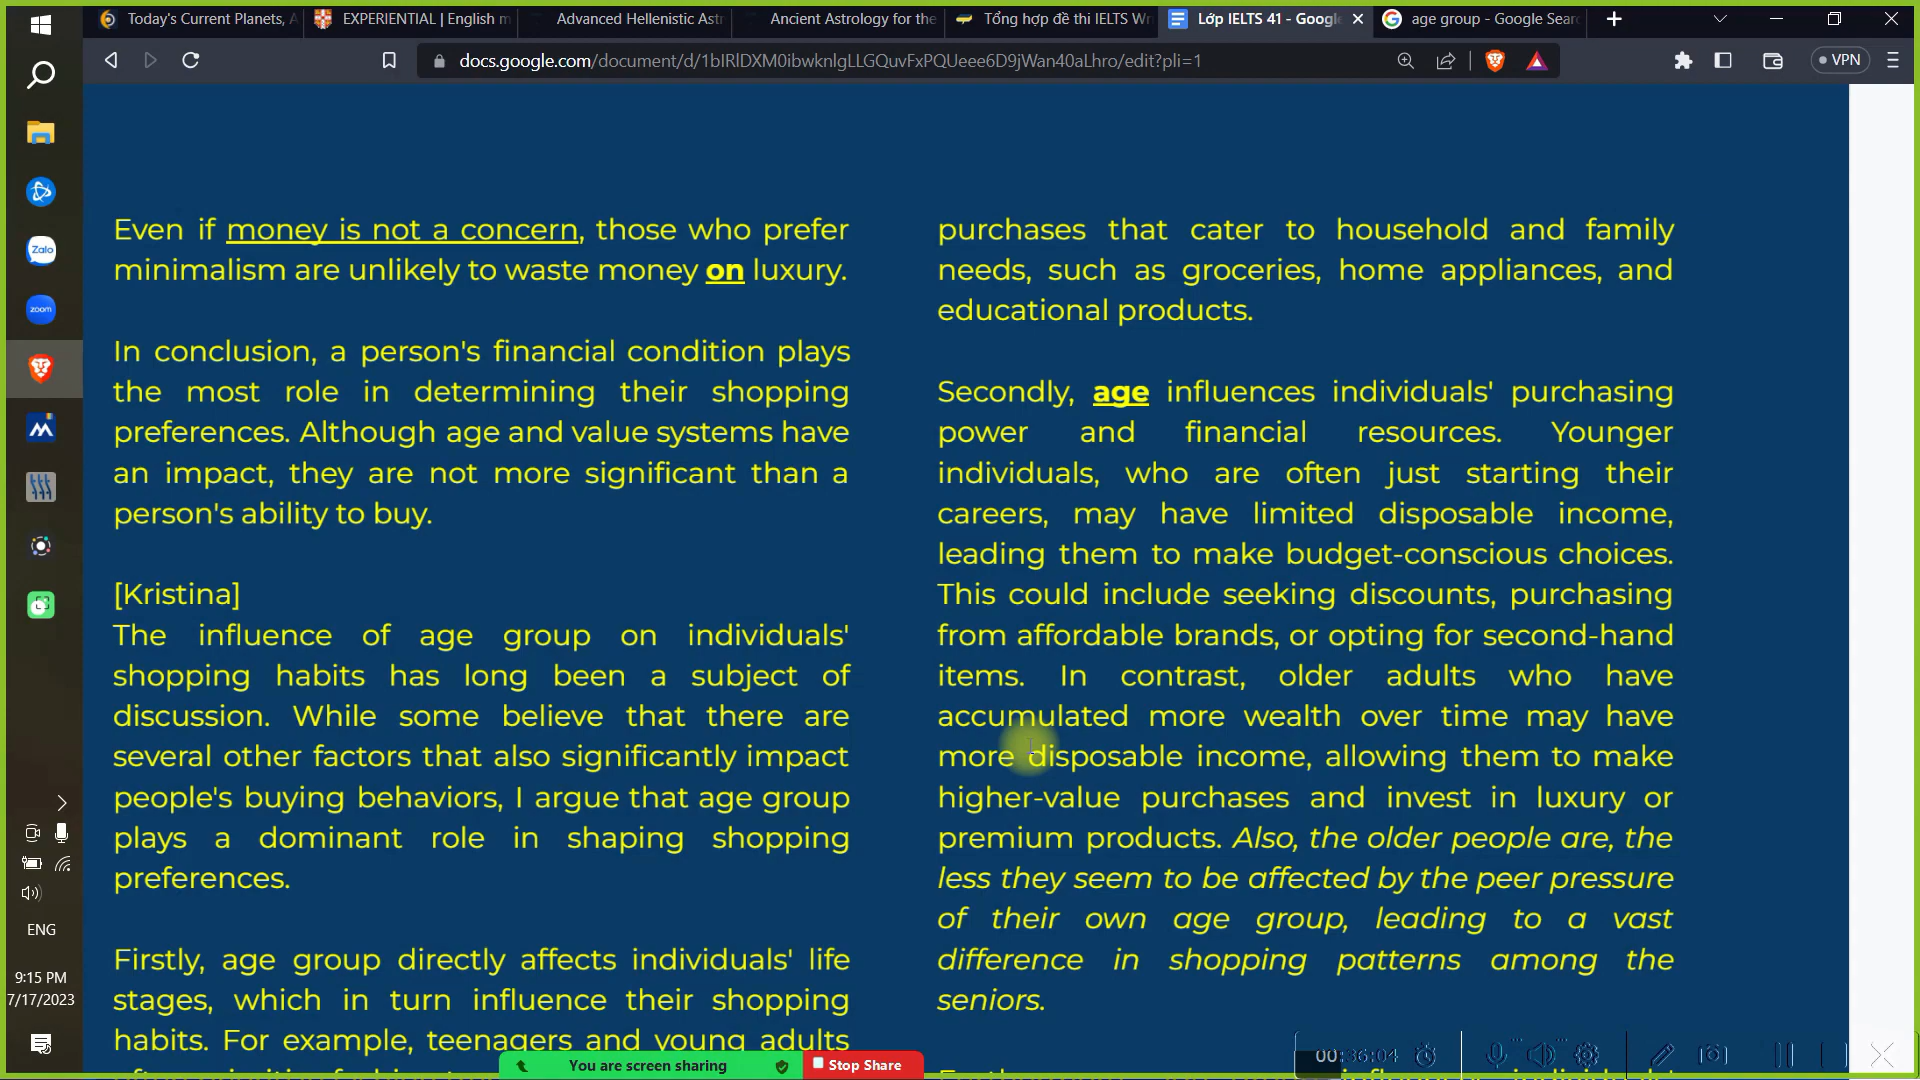 Today's Current Planets, A
EXPERIENTIAL | English m
Advanced Hellenistic Astr
Ancient Astrology for the
Tổng hợp đề thi IELTS Wri
Lớp IELTS 41 - Google
age group - Google Searc
docs.google.com/document/d/1bIRlDXM0ibwknlgLLGQuvFxPQUeee6D9jWan40aLhro/edit?pli=1
VPN
Zalo
zoom
ENG
9:15 PM
7/17/2023
Even if money is not a concern, those who prefer
minimalism are unlikely to waste money on luxury.
In conclusion, a person's financial condition plays
the most role in determining their shopping
preferences. Although age and value systems have
an impact, they are not more significant than a
person's ability to buy.
[Kristina]
The influence of age group on individuals'
shopping habits has long been a subject of
discussion. While some believe that there are
several other factors that also significantly impact
people's buying behaviors, I argue that age group
plays a dominant role in shaping shopping
preferences.
Firstly, age group directly affects individuals' life
stages, which in turn influence their shopping
habits. For example, teenagers and young adults
purchases that cater to household and family
needs, such as groceries, home appliances, and
educational products.
Secondly, age influences individuals' purchasing
power and financial resources. Younger
individuals, who are often just starting their
careers, may have limited disposable income,
leading them to make budget-conscious choices.
This could include seeking discounts, purchasing
from affordable brands, or opting for second-hand
items. In contrast, older adults who have
accumulated more wealth over time may have
more disposable income, allowing them to make
higher-value purchases and invest in luxury or
premium products. Also, the older people are, the
less they seem to be affected by the peer pressure
of their own age group, leading to a vast
difference in shopping patterns among the
seniors.
You are screen sharing
Stop Share
00:36:04